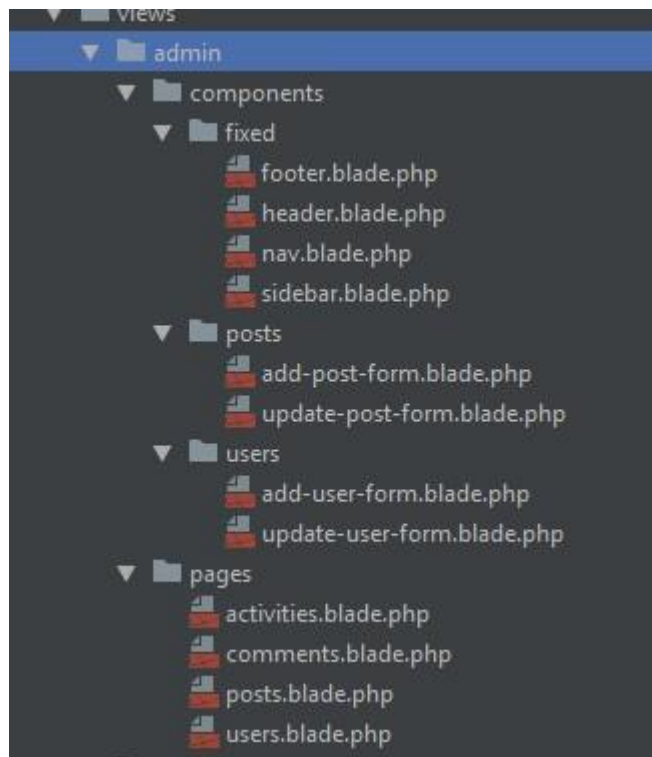 views
admin
components
fixed
footer.blade.php
header.blade.php
nav.blade.php
sidebar.blade.php
posts
add-post-form.blade.php
update-post-form.blade.php
users
add-user-form.blade.php
update-user-form.blade.php
pages
activities.blade.php
comments.blade.php
posts.blade.php
users.blade.php